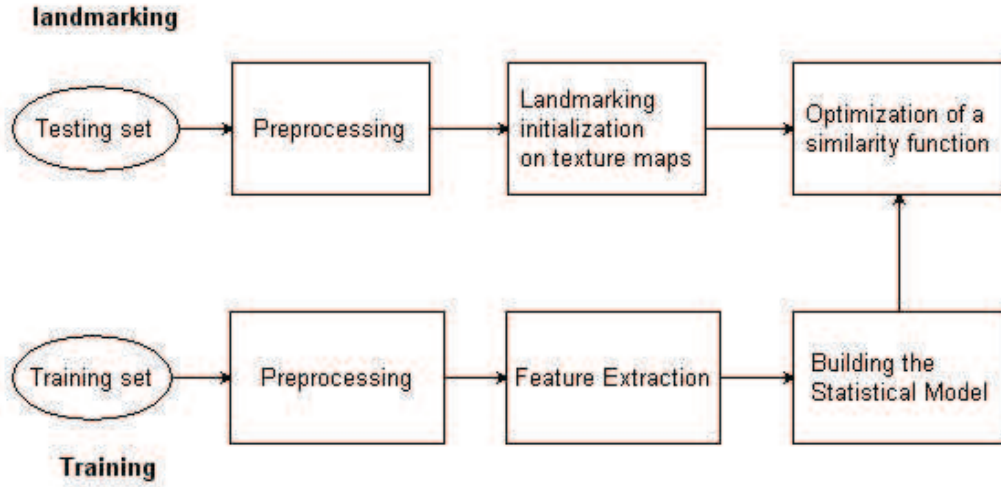 landmarking
Testing set
Preprocessing
Landmarking
initialization
on texture maps
Optimization of a
similarity function
Training set
Preprocessing
Feature Extraction
Building the
Statistical Model
Training